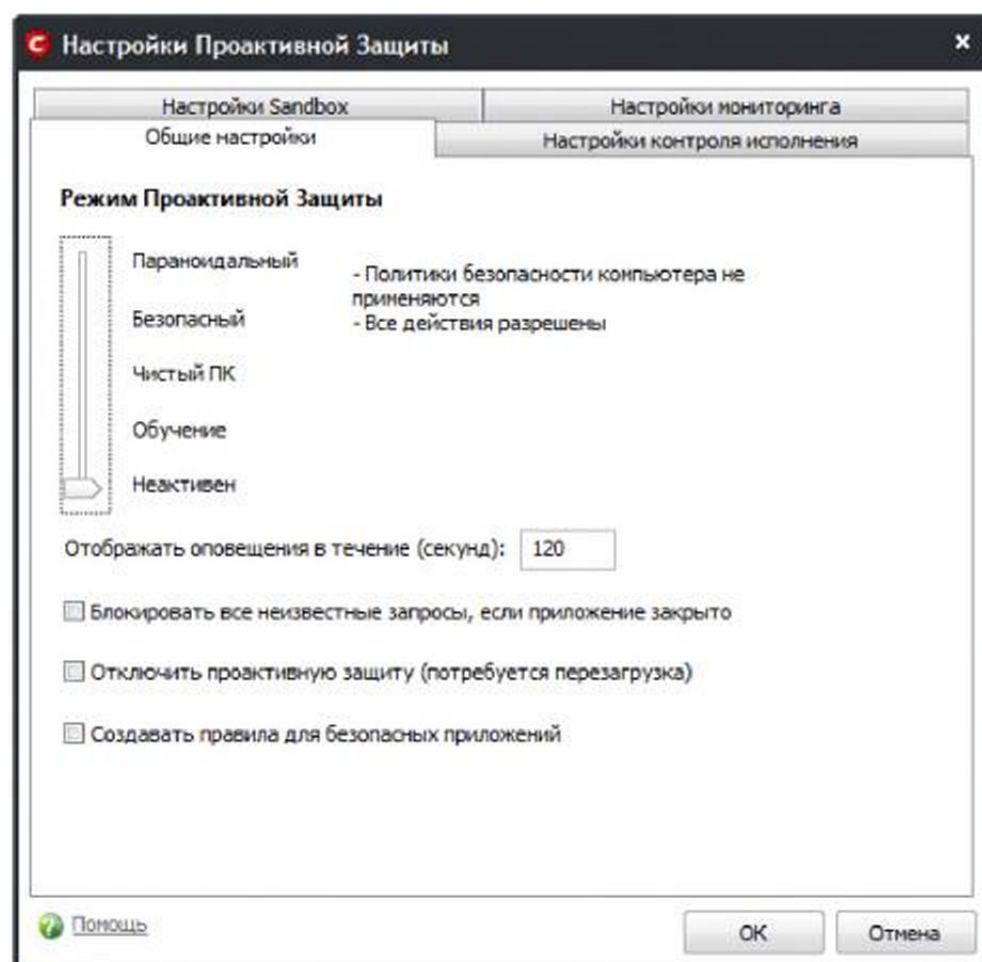 Настройки Проактивной Защиты
Настройки Sandbox
Настройки мониторинга
Общие настройки
Настройки контроля исполнения
Режим Проактивной Защиты
Параноидальный
Безопасный
Чистый ПК
Обучение
Неактивен
- Политики безопасности компьютера не
применяются
- Все действия разрешены
Отображать оповещения в течение (секунд): 120
Блокировать все неизвестные запросы, если приложение закрыто
Отключить проактивную защиту (потребуется перезагрузка)
Создавать правила для безопасных приложений
Помощь
OK
Отмена